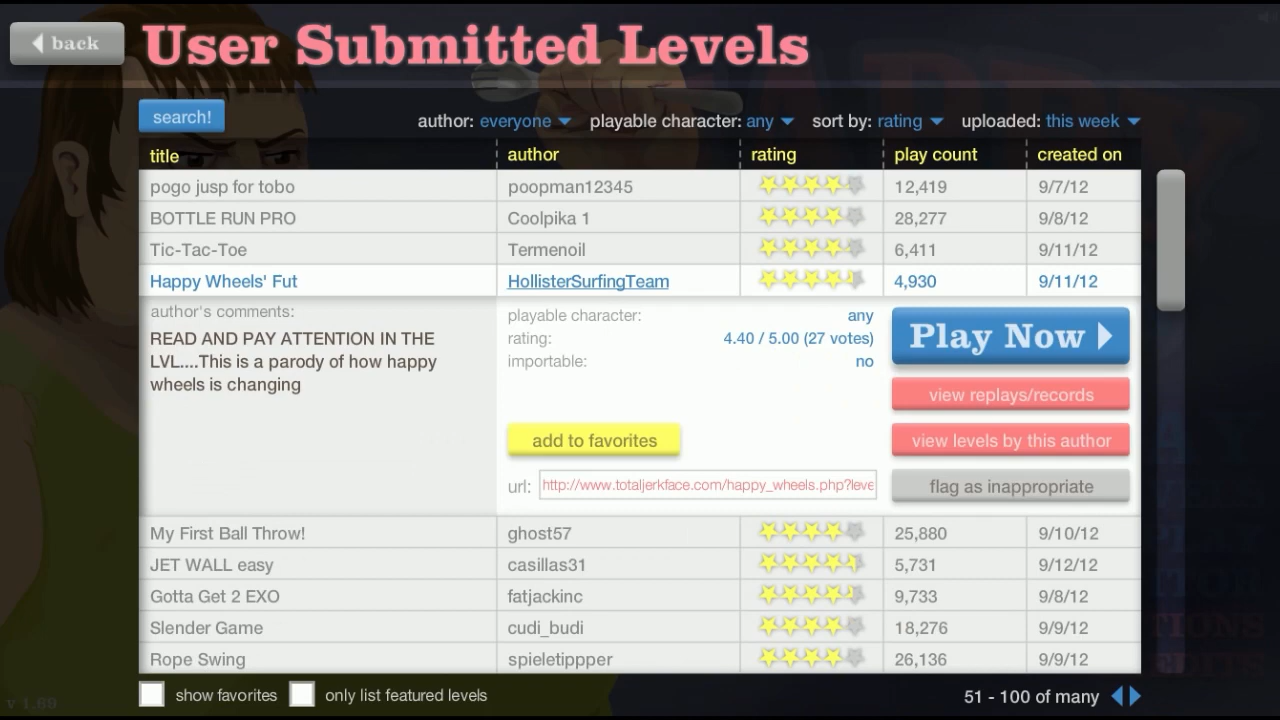 back
User Submitted Levels
search!
author: everyone playable character: any sort by: rating uploaded: this week
title author rating play count created on
pogo jusp for tobo poopman12345 12,419 9/7/12
BOTTLE RUN PRO Coolpika 1 28,277 9/8/12
Tic-Tac-Toe Termenoil 6,411 9/11/12
Happy Wheels' Fut HollisterSurfingTeam 4,930 9/11/12
author's comments:
READ AND PAY ATTENTION IN THE
LVL....This is a parody of how happy
wheels is changing
playable character: any
rating: 4.40 / 5.00 (27 votes)
importable: no
add to favorites
url: http://www.totaljerkface.com/happy_wheels.php?leve
Play Now
view replays/records
view levels by this author
flag as inappropriate
My First Ball Throw! ghost57 25,880 9/10/12
JET WALL easy casillas31 5,731 9/12/12
Gotta Get 2 EXO fatjackinc 9,733 9/8/12
Slender Game cudi_budi 18,276 9/9/12
Rope Swing spieletippper 26,136 9/9/12
show favorites only list featured levels 51 - 100 of many
v 1.69